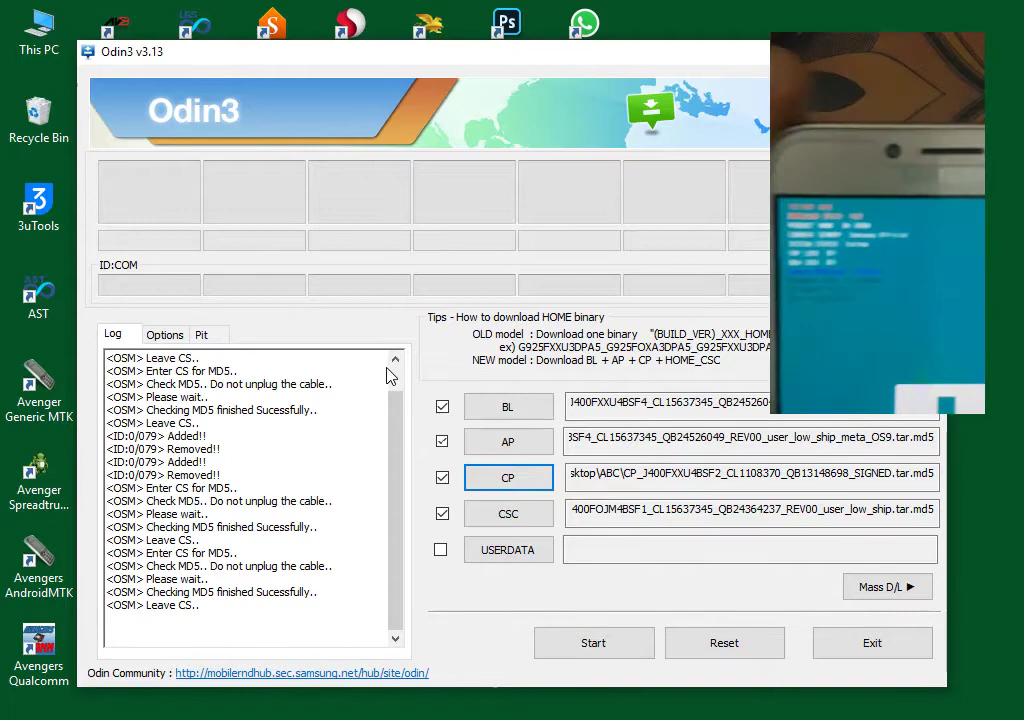 This PC
Recycle Bin
3uTools
AST
Avenger
Generic MTK
Avenger
Spreadtru...
Avengers
AndroidMTK
Avengers
Qualcomm
Ps
Odin3 v3.13
Odin3
ID:COM
Log
Options
Pit
<OSM> Leave CS..
<OSM> Enter CS for MD5..
<OSM> Check MD5.. Do not unplug the cable..
<OSM> Please wait..
<OSM> Checking MD5 finished Sucessfully..
<OSM> Leave CS..
<ID:0/079> Added!!
<ID:0/079> Removed!!
<ID:0/079> Added!!
<ID:0/079> Removed!!
<OSM> Enter CS for MD5..
<OSM> Check MD5.. Do not unplug the cable..
<OSM> Please wait..
<OSM> Checking MD5 finished Sucessfully..
<OSM> Leave CS..
<OSM> Enter CS for MD5..
<OSM> Check MD5.. Do not unplug the cable..
<OSM> Please wait..
<OSM> Checking MD5 finished Sucessfully..
<OSM> Leave CS..
Tips - How to download HOME binary
OLD model : Download one binary "(BUILD_VER)_XXX_HOME
ex) G925FXXU3DPA5_G925FOXA3DPA5_G925FXXU3DPA5
NEW model : Download BL + AP + CP + HOME_CSC
BL
J400FXXU4BSF4_CL15637345_QB2452604
AP
3SF4_CL15637345_QB24526049_REV00_user_low_ship_meta_OS9.tar.md5
CP
sktop\ABC\CP_J400FXXU4BSF2_CL1108370_QB13148698_SIGNED.tar.md5
CSC
400FOJM4BSF1_CL15637345_QB24364237_REV00_user_low_ship.tar.md5
USERDATA
Mass D/L ►
Start
Reset
Exit
Odin Community : http://mobilerndhub.sec.samsung.net/hub/site/odin/